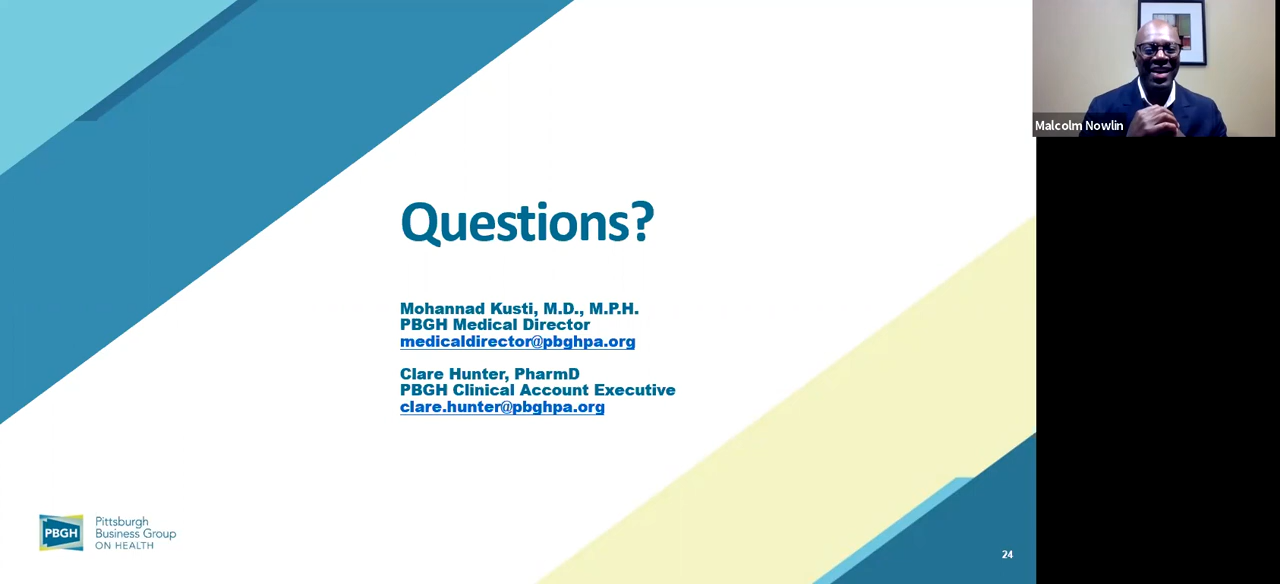 Malcolm Nowlin
Questions?
Mohannad Kusti, M.D., M.P.H.
PBGH Medical Director
medicaldirector@pbghpa.org
Clare Hunter, PharmD
PBGH Clinical Account Executive
clare.hunter@pbghpa.org
PBGH
Pittsburgh
Business Group
ON HEALTH
24